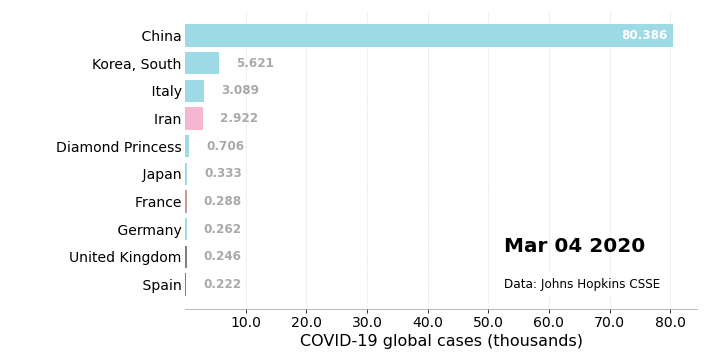 China 80.386
Korea, South 5.621
Italy 3.089
Iran 2.922
Diamond Princess 0.706
Japan 0.333
France 0.288
Germany 0.262
United Kingdom 0.246
Spain 0.222
Mar 04 2020
Data: Johns Hopkins CSSE
10.0 20.0 30.0 40.0 50.0 60.0 70.0 80.0
COVID-19 global cases (thousands)